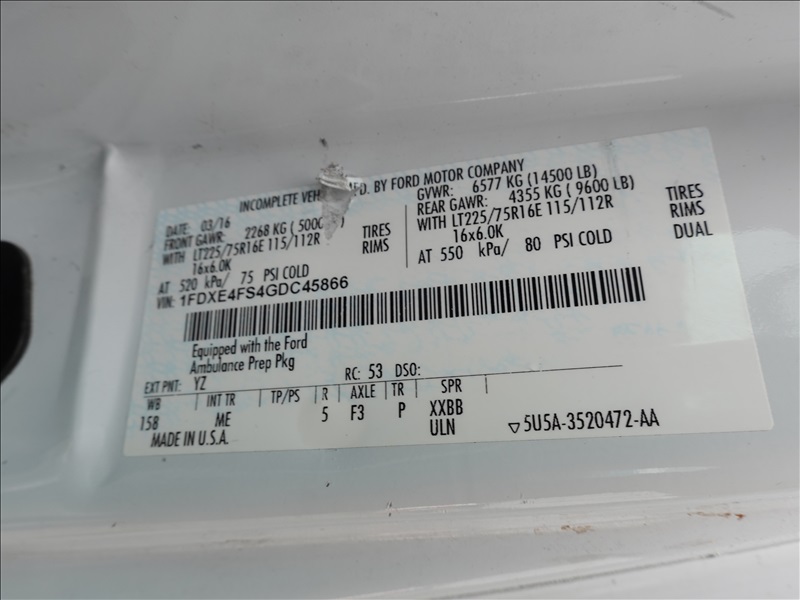 INCOMPLETE VEH FD. BY FORD MOTOR COMPANY
DATE: 03/16 GVWR: 6577 KG (14500 LB)
FRONT GAWR: 2268 KG (5000 REAR GAWR: 4355 KG ( 9600 LB)
WITH LT225/75R16E 115/112R TIRES WITH LT225/75R16E 115/112R TIRES
16x6.0K RIMS 16x6.0K RIMS
AT 520 kPa/ 75 PSI COLD AT 550 kPa/ 80 PSI COLD DUAL
VIN: 1FDXE4FS4GDC45866
Equipped with the Ford
Ambulance Prep Pkg
EXT PNT: YZ RC: 53 DSO:
WB INT TR TP/PS R AXLE TR SPR
158 ME 5 F3 P XXBB
ULN
MADE IN U.S.A. ▽5U5A-3520472-AA